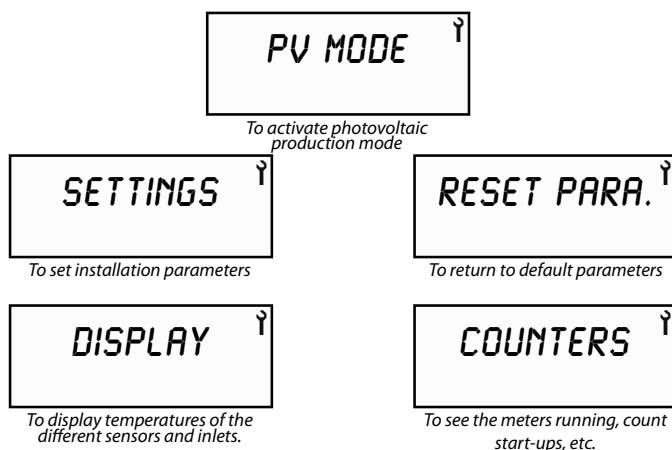 PV MODE
To activate photovoltaic
production mode
SETTINGS
To set installation parameters
RESET PARA.
To return to default parameters
DISPLAY
To display temperatures of the
different sensors and inlets.
COUNTERS
To see the meters running, count
start-ups, etc.